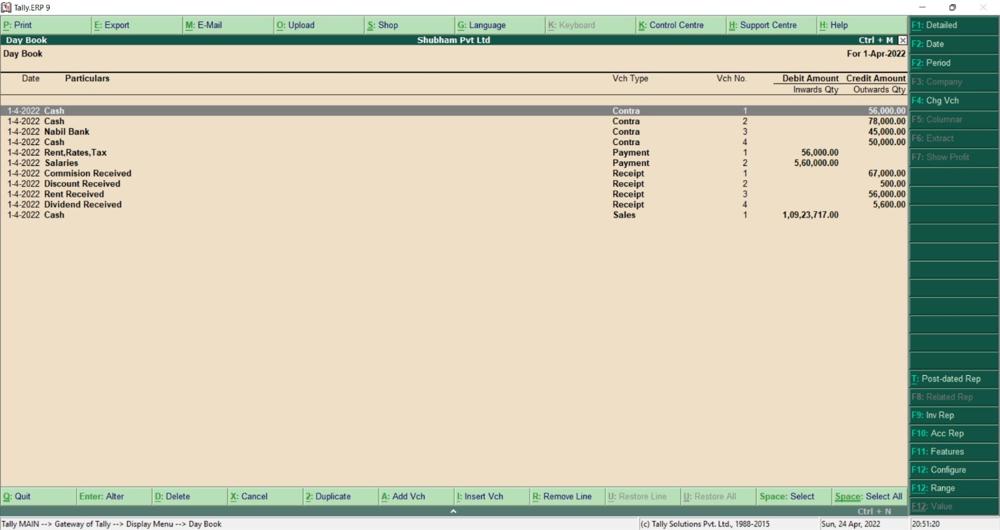 Tally.ERP 9
P: Print E: Export M: E-Mail O: Upload S: Shop G: Language K: Keyboard K: Control Centre H: Support Centre H: Help
Day Book Shubham Pvt Ltd Ctrl + M
Day Book For 1-Apr-2022
Date Particulars Vch Type Vch No. Debit Amount Credit Amount
Inwards Qty Outwards Qty
1-4-2022 Cash Contra 1 56,000.00
1-4-2022 Cash Contra 2 78,000.00
1-4-2022 Nabil Bank Contra 3 45,000.00
1-4-2022 Cash Contra 4 50,000.00
1-4-2022 Rent,Rates,Tax Payment 1 56,000.00
1-4-2022 Salaries Payment 2 5,60,000.00
1-4-2022 Commision Received Receipt 1 67,000.00
1-4-2022 Discount Received Receipt 2 500.00
1-4-2022 Rent Received Receipt 3 56,000.00
1-4-2022 Dividend Received Receipt 4 5,600.00
1-4-2022 Cash Sales 1 1,09,23,717.00
F1: Detailed
F2: Date
F2: Period
F3: Company
F4: Chg Vch
F5: Columnar
F6: Extract
F7: Show Profit
T: Post-dated Rep
F8: Related Rep
F9: Inv Rep
F10: Acc Rep
F11: Features
F12: Configure
F12: Range
F12: Value
Q: Quit Enter: Alter D: Delete X: Cancel 2: Duplicate A: Add Vch I: Insert Vch R: Remove Line U: Restore Line U: Restore All Space: Select Space: Select All
Ctrl + N
Tally MAIN --> Gateway of Tally --> Display Menu --> Day Book (c) Tally Solutions Pvt. Ltd., 1988-2015 Sun, 24 Apr, 2022 20:51:20